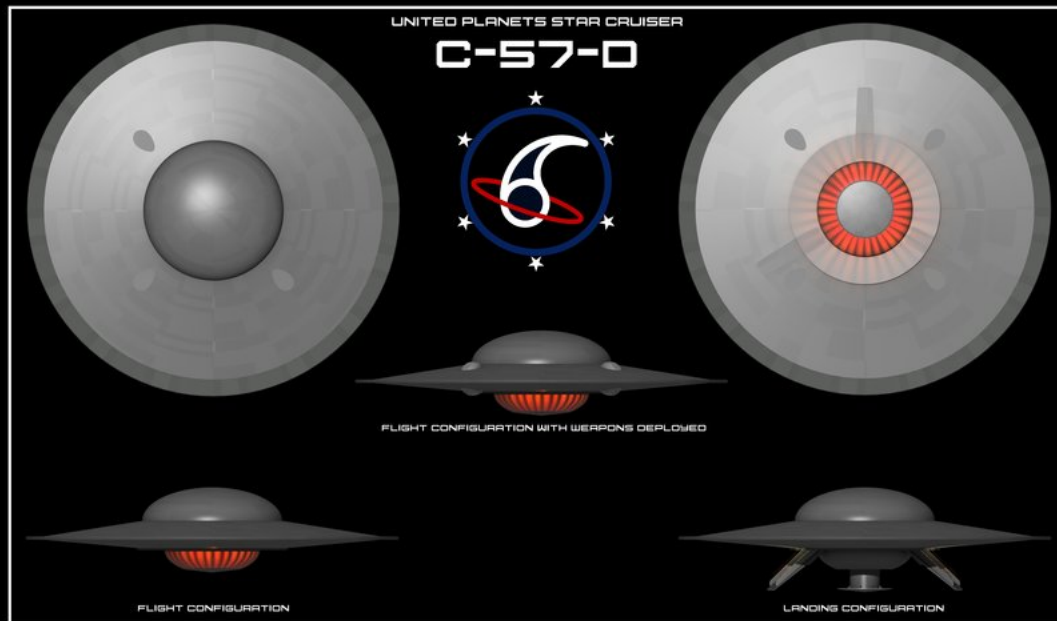 UNITED PLANETS STAR CRUISER
C-57-D
FLIGHT CONFIGURATION WITH WEAPONS DEPLOYED
FLIGHT CONFIGURATION
LANDING CONFIGURATION